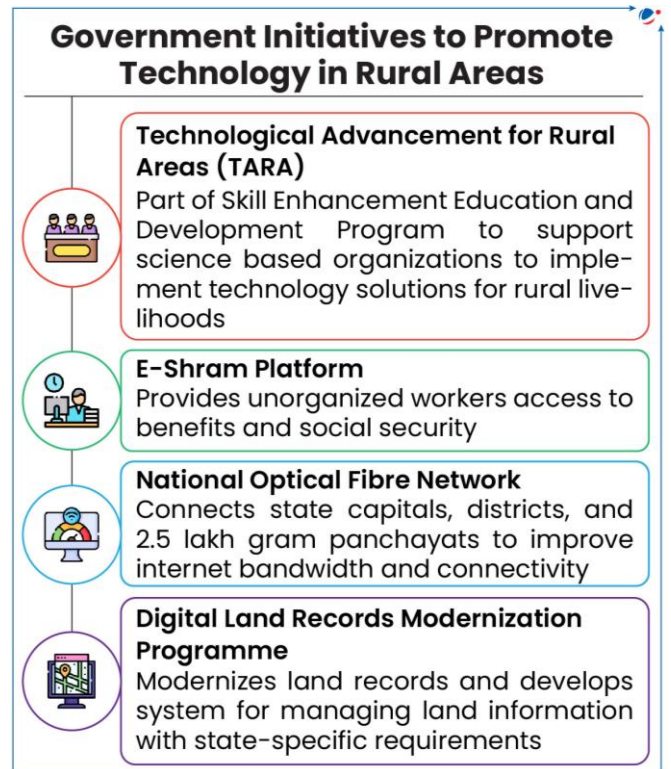 Government Initiatives to Promote
Technology in Rural Areas
Technological Advancement for Rural
Areas (TARA)
Part of Skill Enhancement Education and
Development Program to support
science based organizations to imple-
ment technology solutions for rural live-
lihoods
E-Shram Platform
Provides unorganized workers access to
benefits and social security
National Optical Fibre Network
Connects state capitals, districts, and
2.5 lakh gram panchayats to improve
internet bandwidth and connectivity
Digital Land Records Modernization
Programme
Modernizes land records and develops
system for managing land information
with state-specific requirements